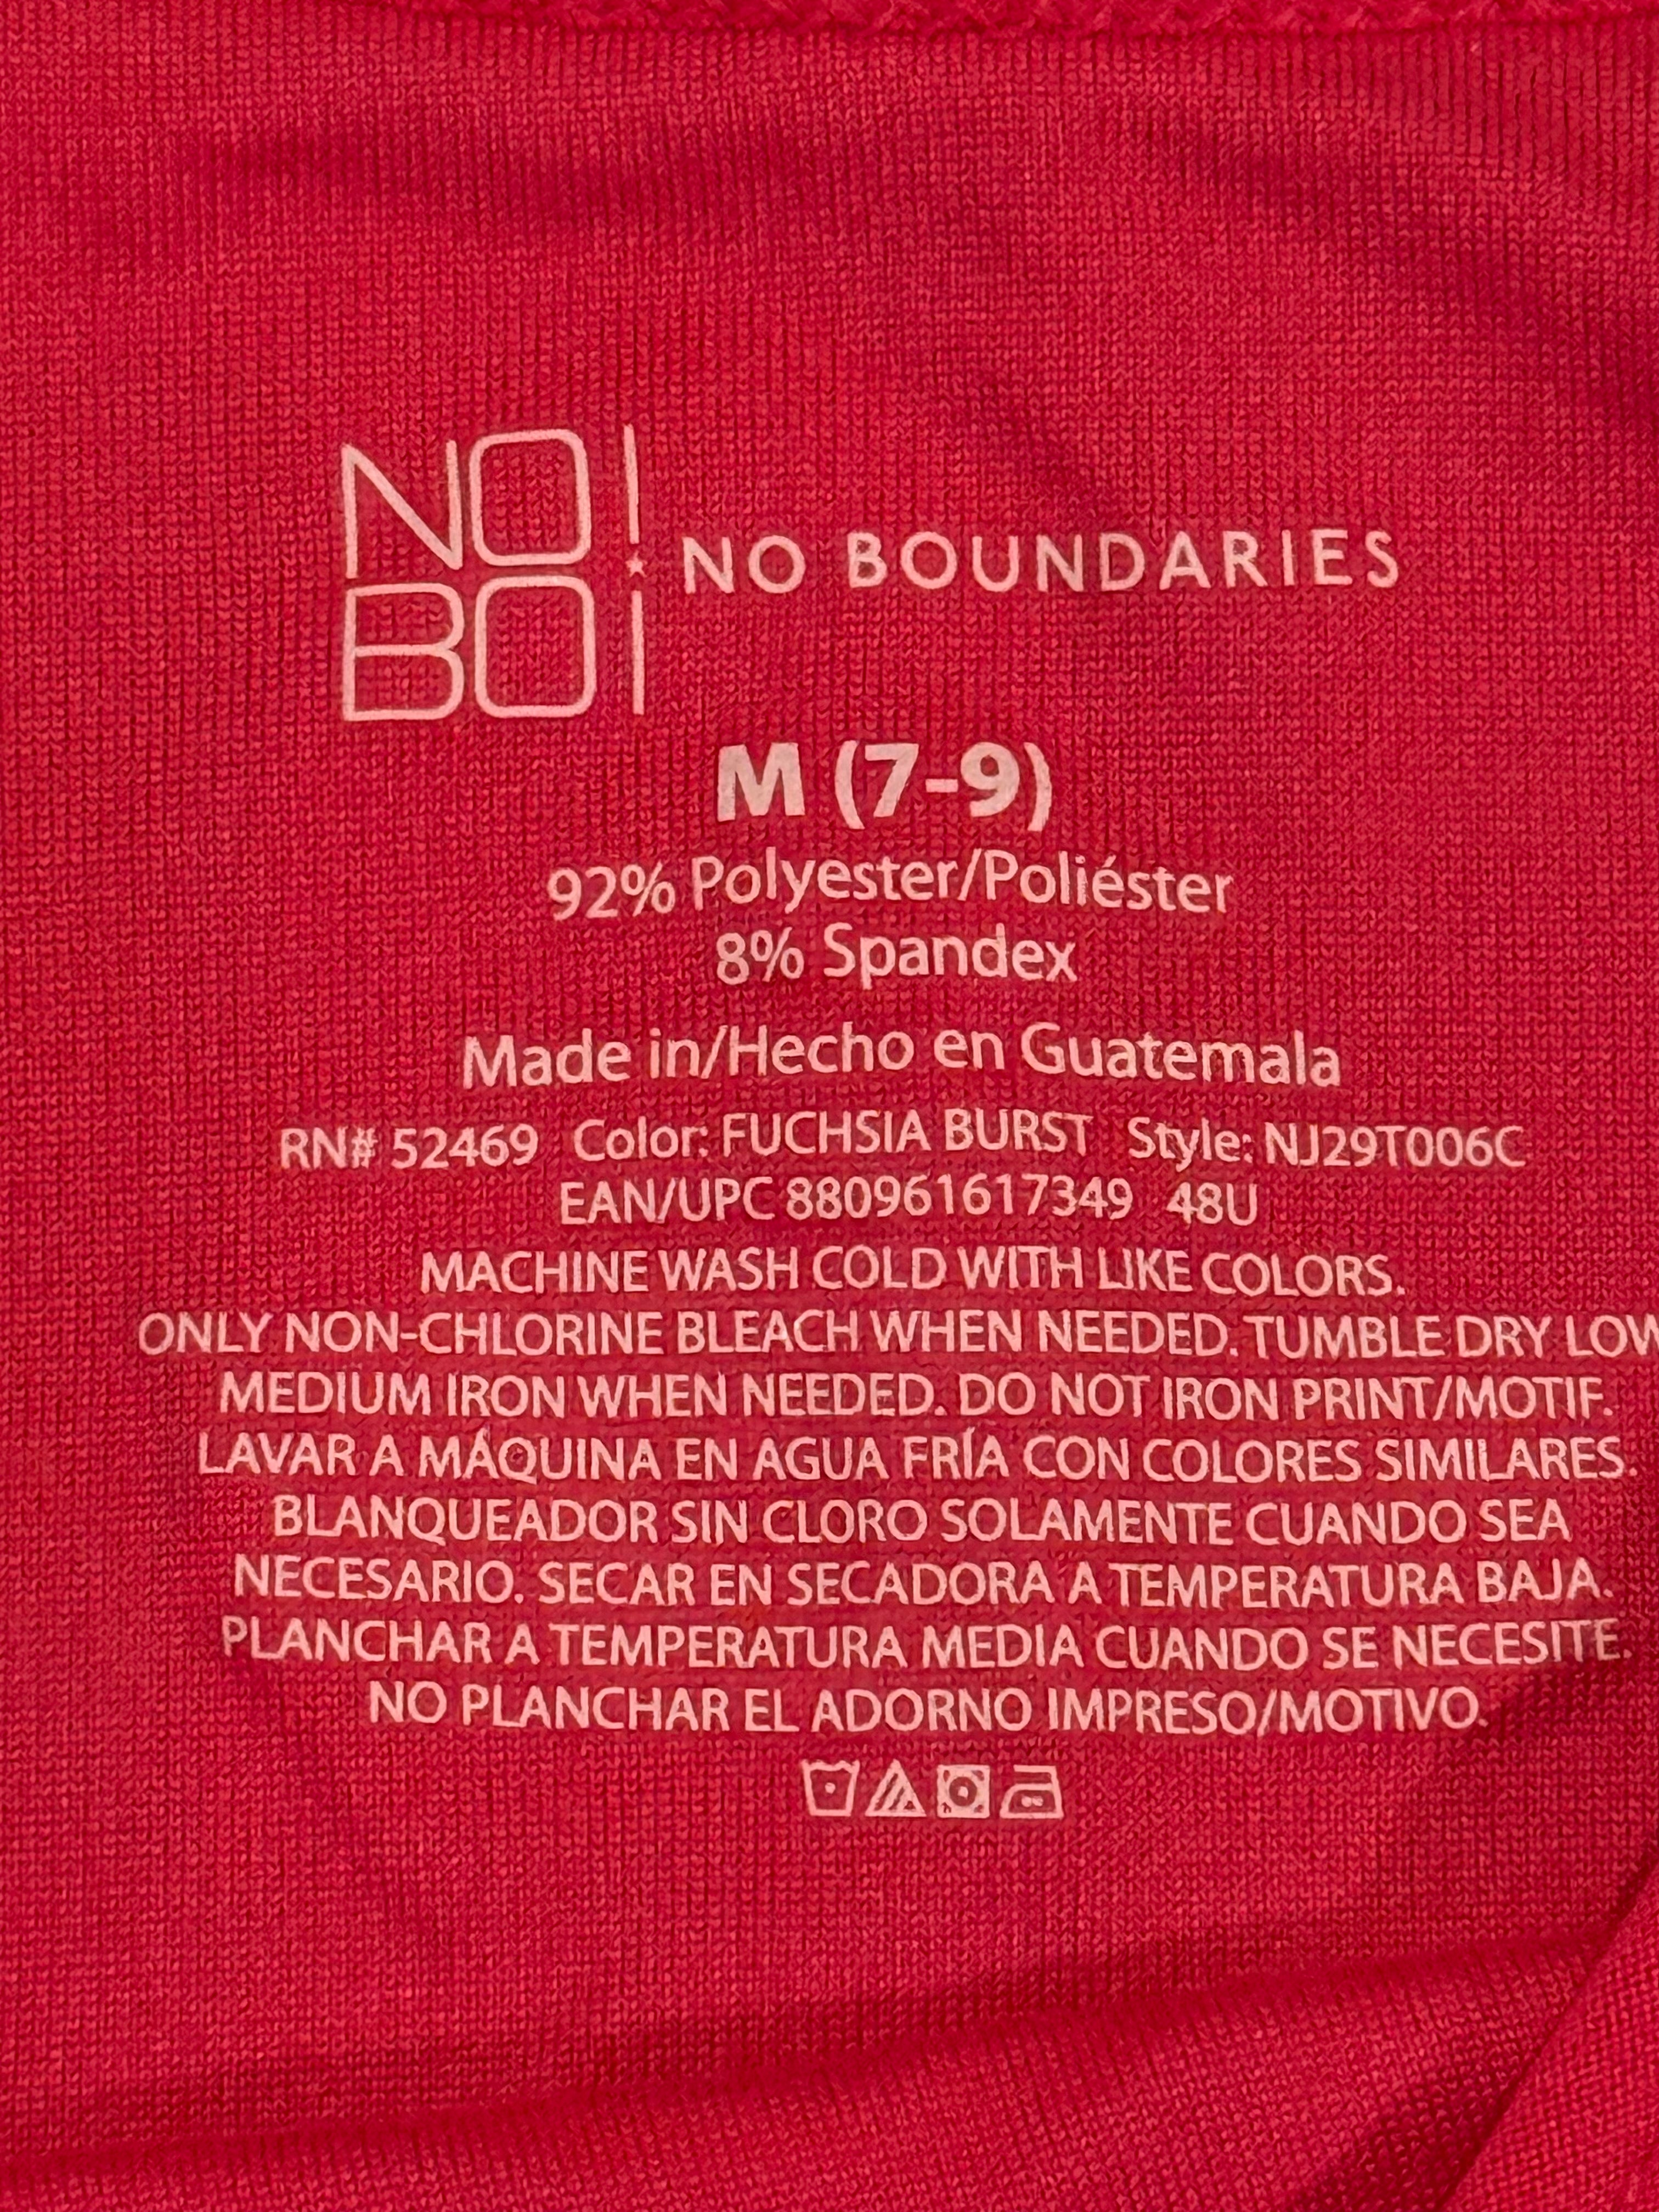 NO!
BO!
NO BOUNDARIES
M (7-9)
92% Polyester/Poliéster
8% Spandex
Made in/Hecho en Guatemala
RN# 52469 Color: FUCHSIA BURST Style: NJ29T006C
EAN/UPC 880961617349 48U
MACHINE WASH COLD WITH LIKE COLORS.
ONLY NON-CHLORINE BLEACH WHEN NEEDED. TUMBLE DRY LOW
MEDIUM IRON WHEN NEEDED. DO NOT IRON PRINT/MOTIF.
LAVAR A MÁQUINA EN AGUA FRÍA CON COLORES SIMILARES.
BLANQUEADOR SIN CLORO SOLAMENTE CUANDO SEA
NECESARIO. SECAR EN SECADORA A TEMPERATURA BAJA.
PLANCHAR A TEMPERATURA MEDIA CUANDO SE NECESITE.
NO PLANCHAR EL ADORNO IMPRESO/MOTIVO.